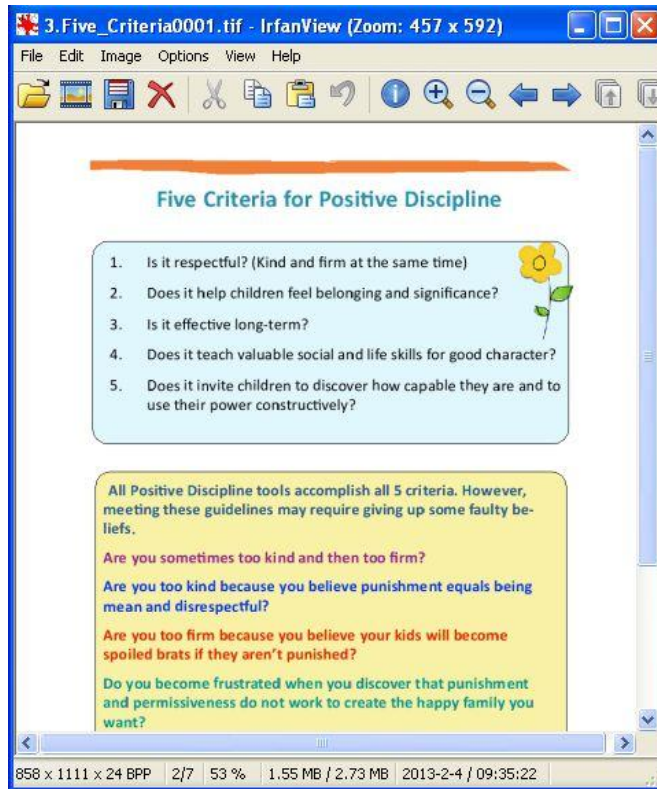 3.Five_Criteria0001.tif - IrfanView (Zoom: 457 x 592)
File Edit Image Options View Help
Five Criteria for Positive Discipline
1. Is it respectful? (Kind and firm at the same time)
2. Does it help children feel belonging and significance?
3. Is it effective long-term?
4. Does it teach valuable social and life skills for good character?
5. Does it invite children to discover how capable they are and to
use their power constructively?
All Positive Discipline tools accomplish all 5 criteria. However,
meeting these guidelines may require giving up some faulty be-
liefs.
Are you sometimes too kind and then too firm?
Are you too kind because you believe punishment equals being
mean and disrespectful?
Are you too firm because you believe your kids will become
spoiled brats if they aren't punished?
Do you become frustrated when you discover that punishment
and permissiveness do not work to create the happy family you
want?
858 x 1111 x 24 BPP 2/7 53 % 1.55 MB / 2.73 MB 2013-2-4 / 09:35:22